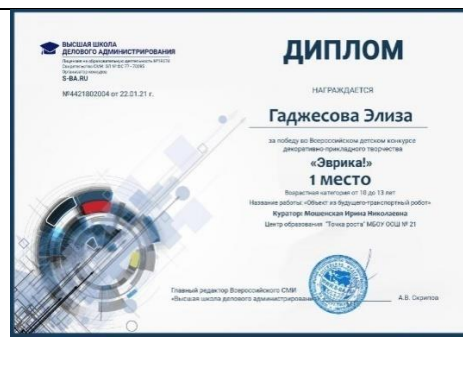 ВЫСШАЯ ШКОЛА
ДЕЛОВОГО АДМИНИСТРИРОВАНИЯ
S-BA.RU
№4421802004 от 22.01.21 г.
ДИПЛОМ
НАГРАЖДАЕТСЯ
Гаджесова Элиза
за победу во Всероссийском детском конкурсе
декоративно-прикладного творчества
«Эврика!»
1 место
Возрастная категория от 10 до 13 лет
Название работы: «Объект из будущего-транспортный робот»
Куратор: Мошенская Ирина Николаевна
Центр образования "Точка роста" МБОУ ООШ № 21
Главный редактор Всероссийского СМИ
«Высшая школа делового администрирования»
А.В. Скрипов